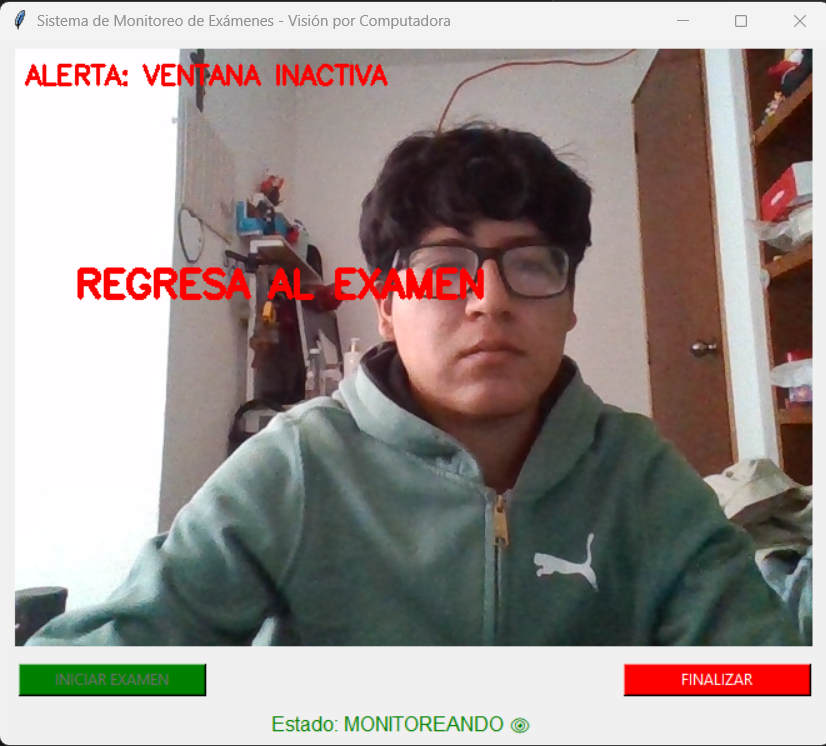 Sistema de Monitoreo de Exámenes - Visión por Computadora
ALERTA: VENTANA INACTIVA
REGRESA AL EXAMEN
INICIAR EXAMEN
FINALIZAR
Estado: MONITOREANDO